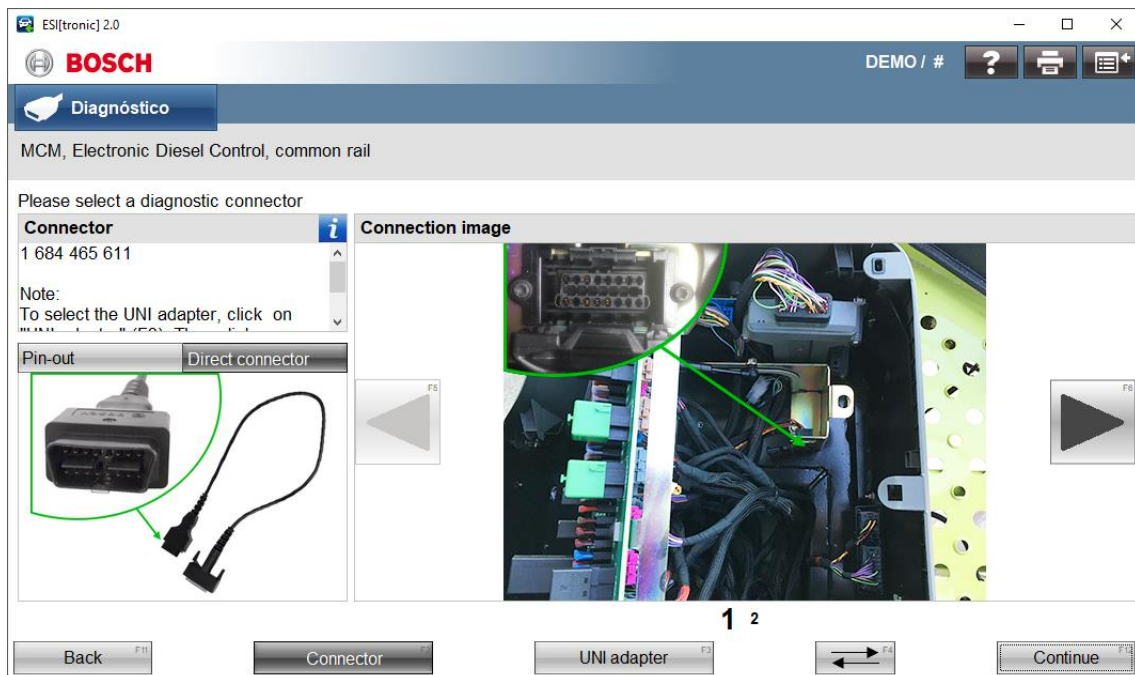 ESI[tronic] 2.0
BOSCH
DEMO / #
?
Diagnóstico
MCM, Electronic Diesel Control, common rail
Please select a diagnostic connector
Connector
i
Connection image
1 684 465 611
Note:
To select the UNI adapter, click on
Pin-out
Direct connector
F5
F6
1 2
Back F11
Connector
UNI adapter F3
F4
Continue F12